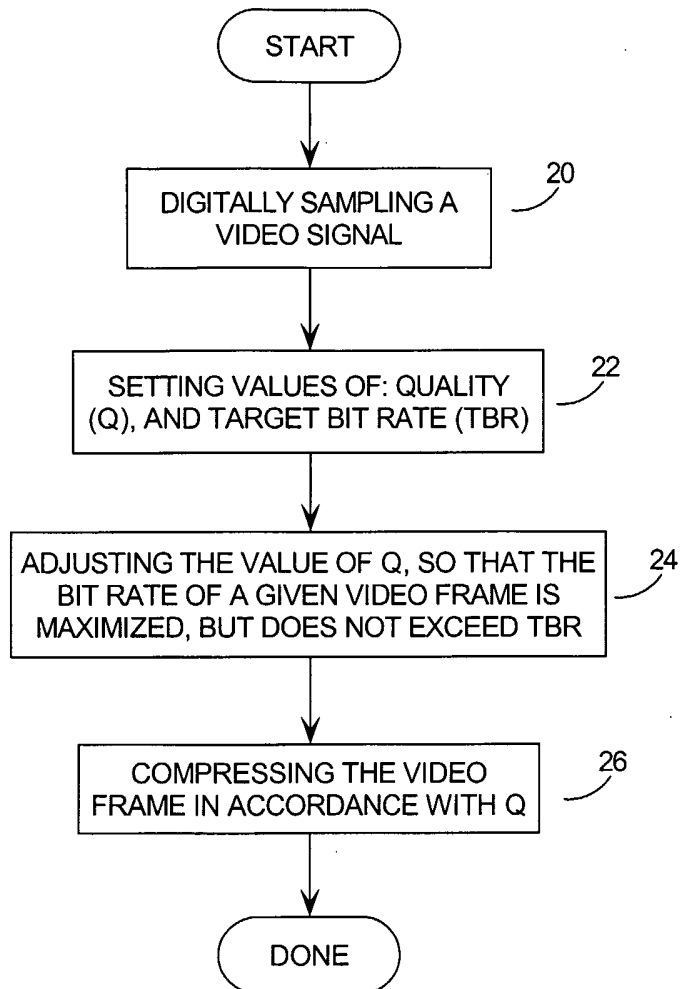 START
20
DIGITALLY SAMPLING A
VIDEO SIGNAL
22
SETTING VALUES OF: QUALITY
(Q), AND TARGET BIT RATE (TBR)
24
ADJUSTING THE VALUE OF Q, SO THAT THE
BIT RATE OF A GIVEN VIDEO FRAME IS
MAXIMIZED, BUT DOES NOT EXCEED TBR
26
COMPRESSING THE VIDEO
FRAME IN ACCORDANCE WITH Q
DONE